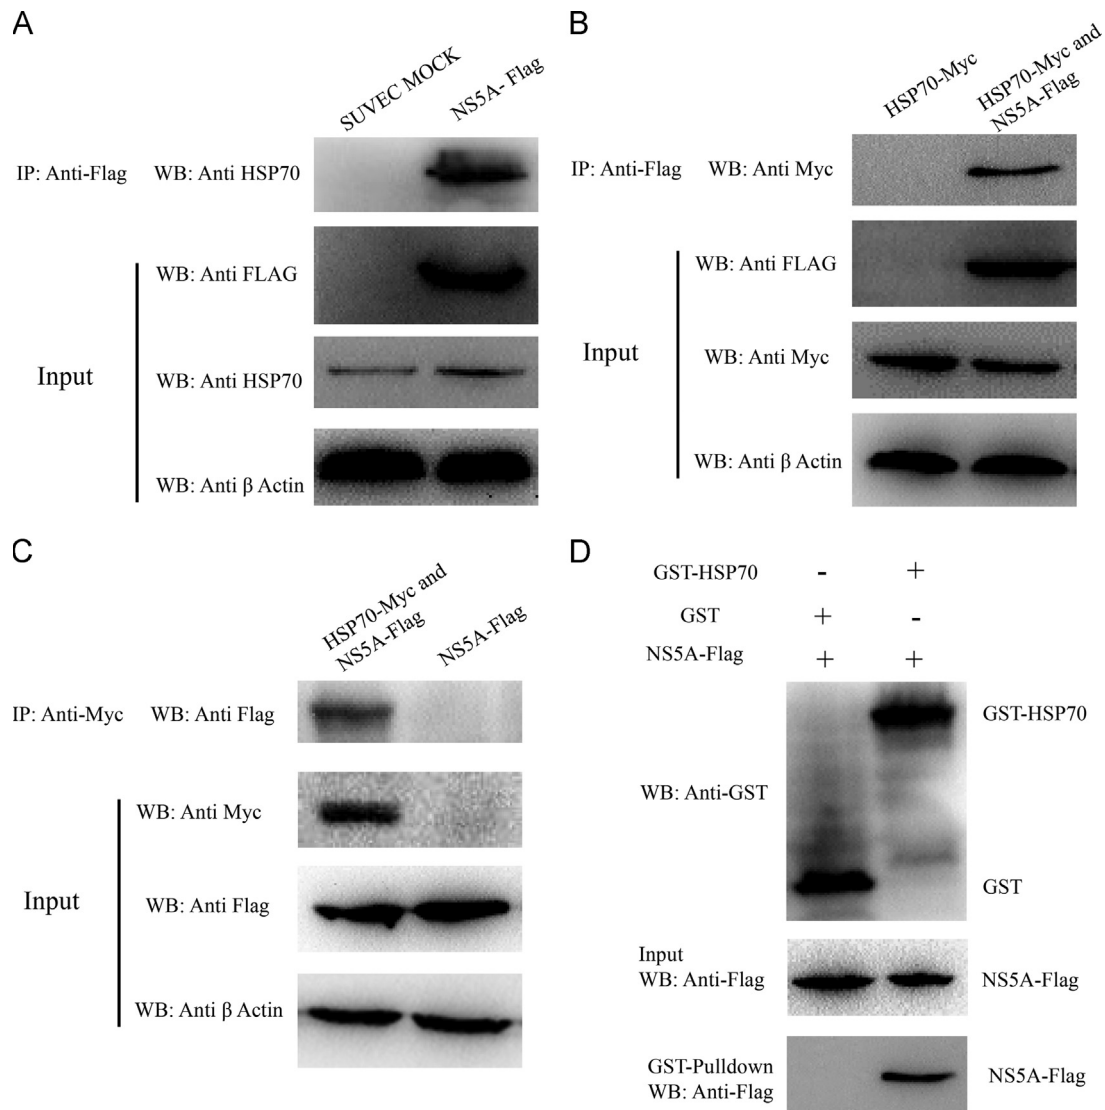 A
SUVEC MOCK
NS5A- Flag
IP: Anti-Flag WB: Anti HSP70
WB: Anti FLAG
Input
WB: Anti HSP70
WB: Anti β Actin
B
HSP70-Myc
HSP70-Myc and
NS5A-Flag
IP: Anti-Flag WB: Anti Myc
WB: Anti FLAG
Input
WB: Anti Myc
WB: Anti β Actin
C
HSP70-Myc and
NS5A-Flag
NS5A-Flag
IP: Anti-Myc WB: Anti Flag
WB: Anti Myc
Input
WB: Anti Flag
WB: Anti β Actin
D
GST-HSP70 - +
GST + -
NS5A-Flag + +
GST-HSP70
WB: Anti-GST
GST
Input
WB: Anti-Flag NS5A-Flag
GST-Pulldown
WB: Anti-Flag NS5A-Flag